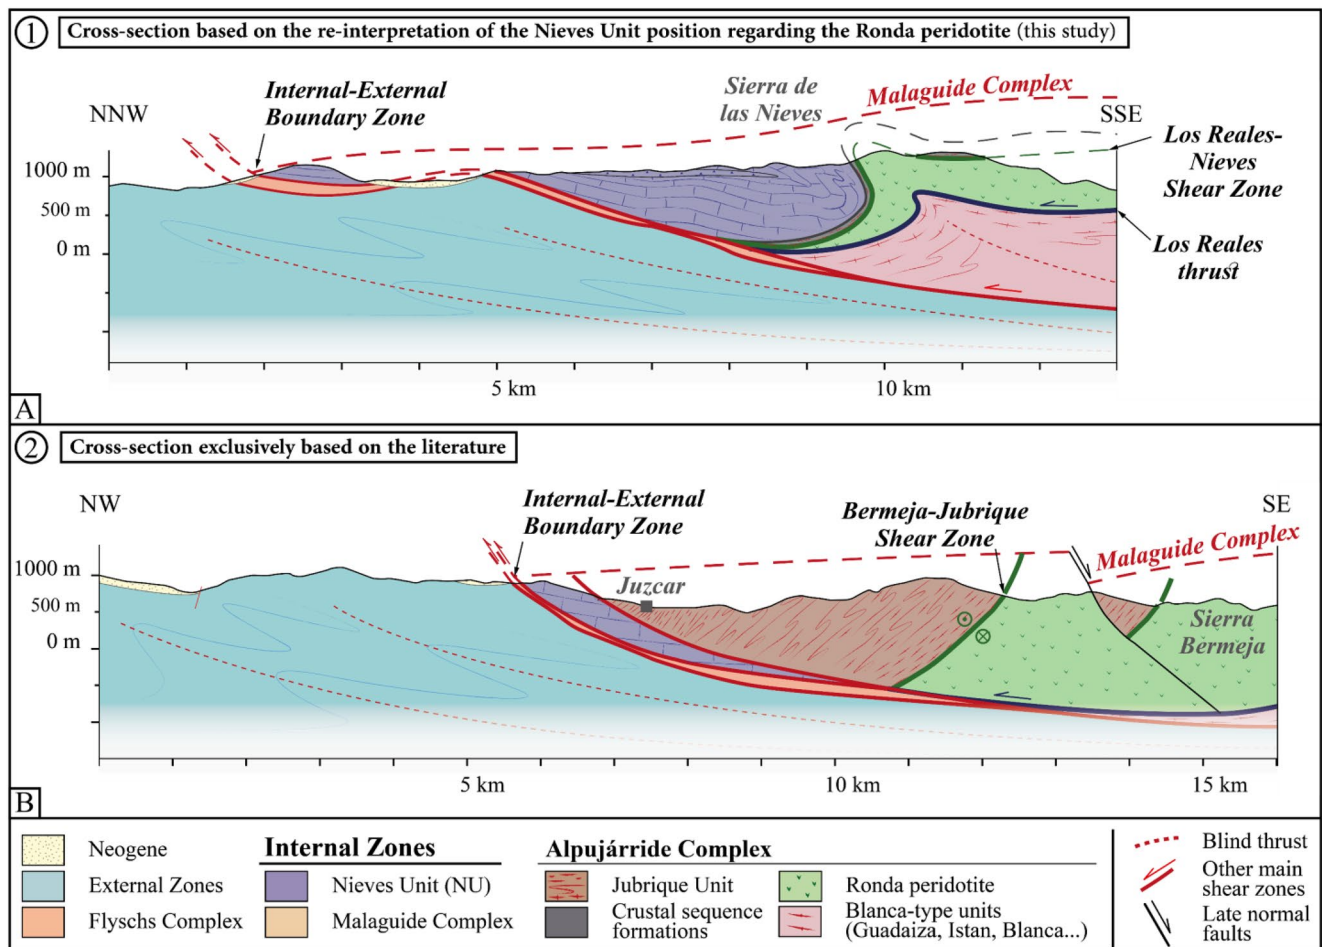 ① Cross-section based on the re-interpretation of the Nieves Unit position regarding the Ronda peridotite (this study)
NNW
Internal-External
Boundary Zone
Sierra de
las Nieves
Malaguide Complex
SSE
Los Reales-
Nieves
Shear Zone
Los Reales
thrust
1000 m
500 m
0 m
5 km
10 km
A
② Cross-section exclusively based on the literature
NW
Internal-External
Boundary Zone
Bermeja-Jubrique
Shear Zone
SE
Malaguide Complex
Juzcar
Sierra
Bermeja
1000 m
500 m
0 m
5 km
10 km
15 km
B
Neogene
External Zones
Flyschs Complex
Internal Zones
Nieves Unit (NU)
Malaguide Complex
Alpujárride Complex
Jubrique Unit
Crustal sequence
formations
Ronda peridotite
Blanca-type units
(Guadaiza, Istan, Blanca...)
Blind thrust
Other main
shear zones
Late normal
faults